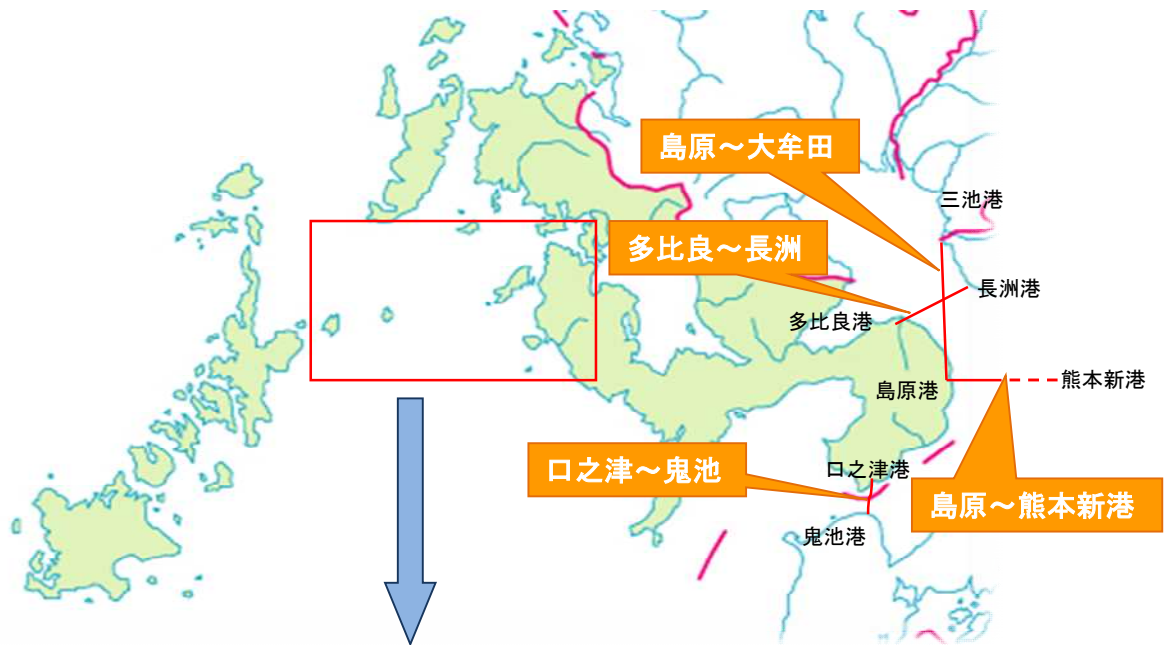 島原~大牟田
三池港
多比良~長洲
長洲港
多比良港
島原港
熊本新港
口之津~鬼池
口之津港
島原~熊本新港
鬼池港